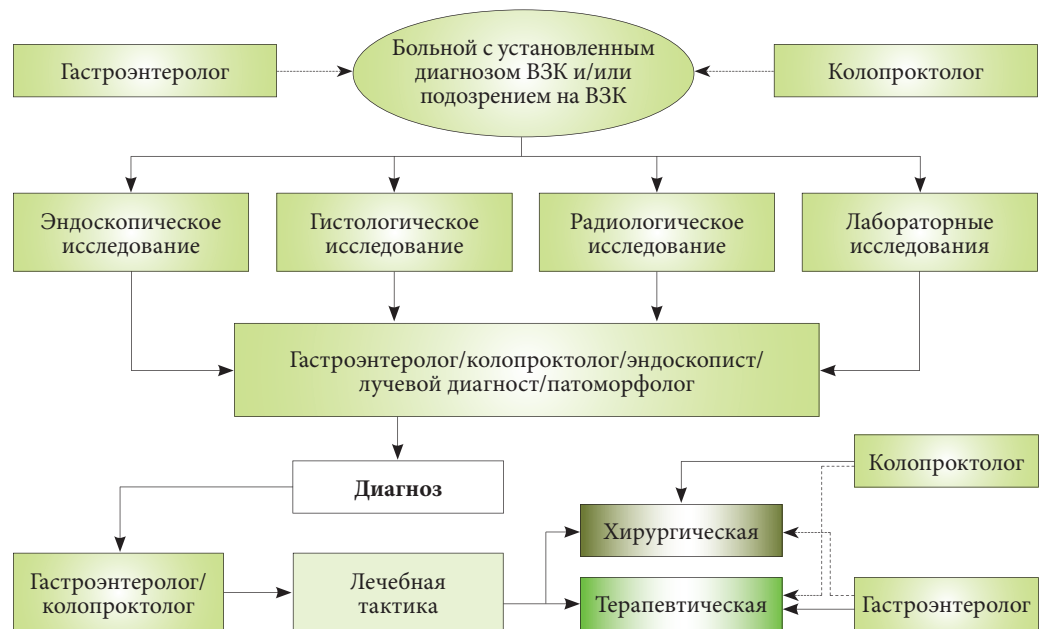 Гастроэнтеролог
Больной с установленным
диагнозом ВЗК и/или
подозрением на ВЗК
Колопроктолог
Эндоскопическое
исследование
Гистологическое
исследование
Радиологическое
исследование
Лабораторные
исследования
Гастроэнтеролог/колопроктолог/эндоскопист/
лучевой диагност/патоморфолог
Диагноз
Колопроктолог
Хирургическая
Гастроэнтеролог/
колопроктолог
Лечебная
тактика
Терапевтическая
Гастроэнтеролог